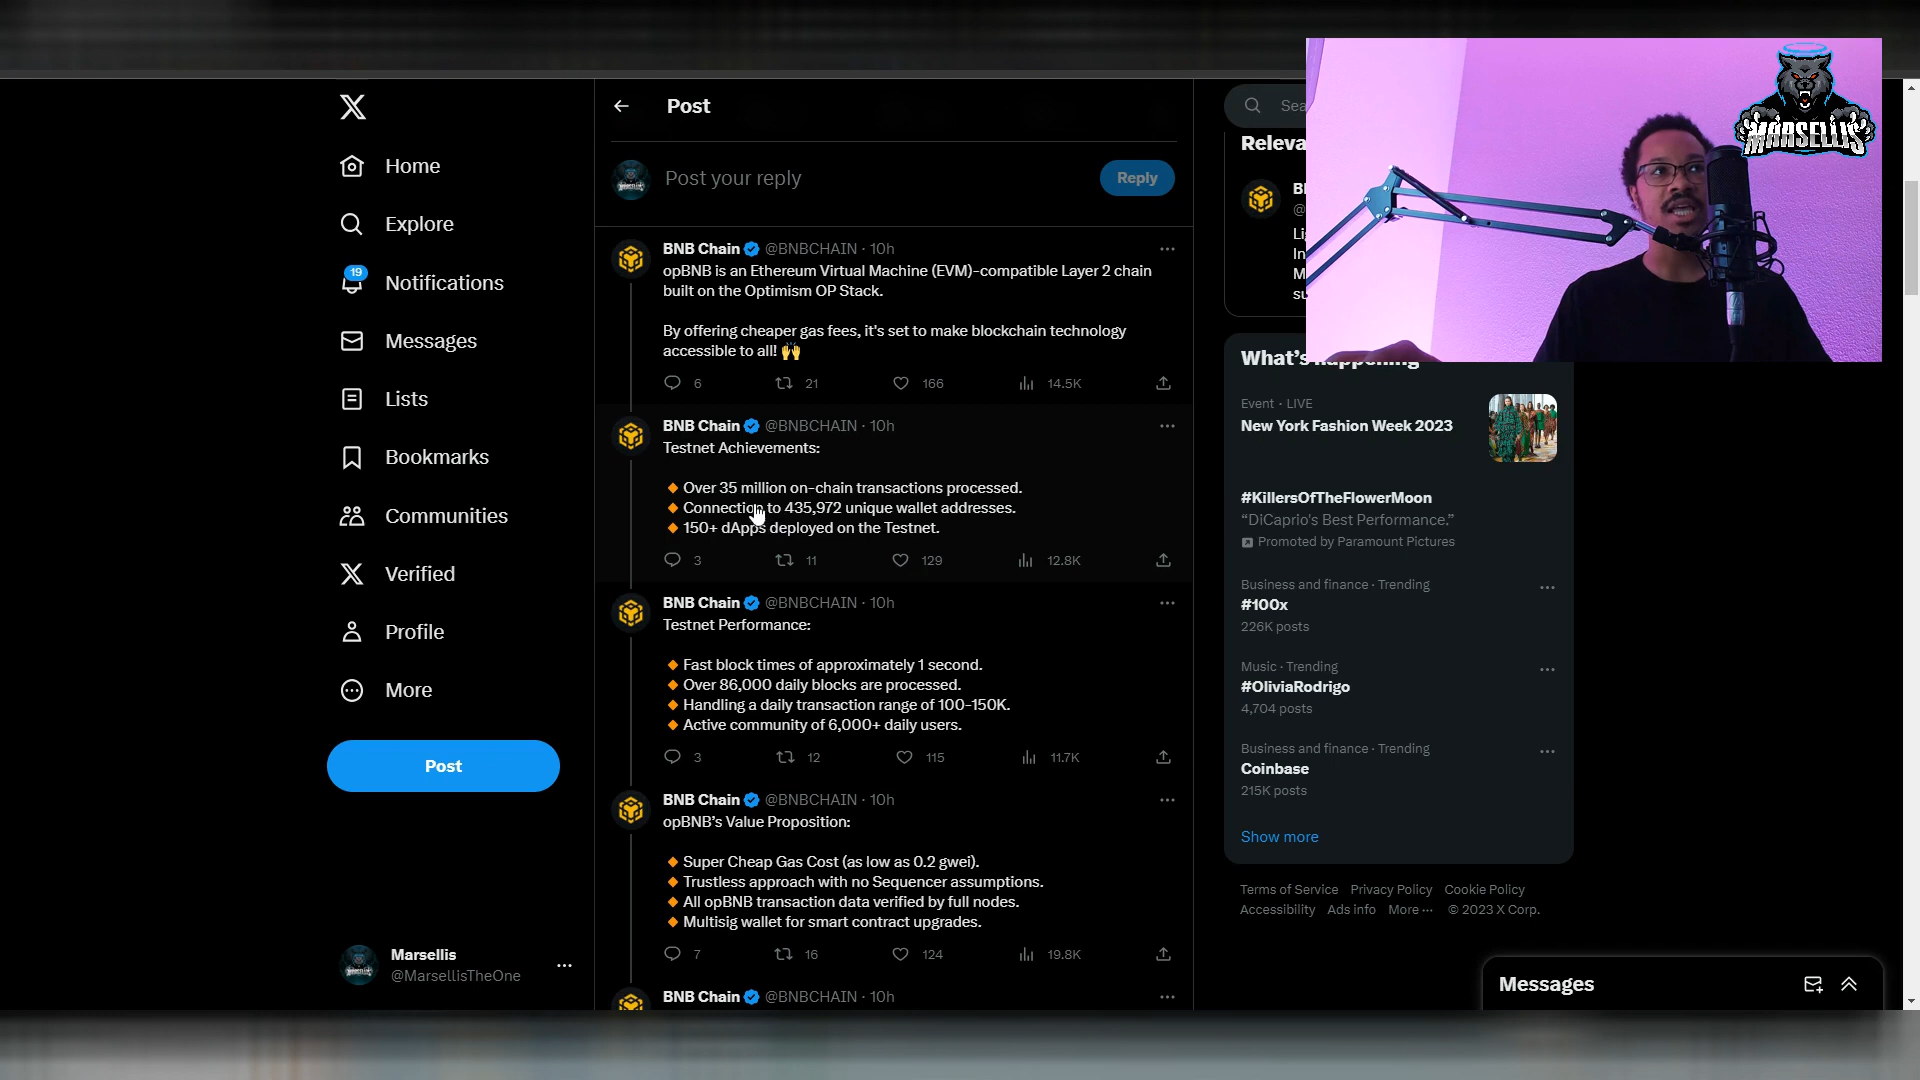 Post
Home
Explore
19
Notifications
Messages
Lists
Bookmarks
Communities
Verified
Profile
More
Post
Marsellis
@MarsellisTheOne
Post your reply
Reply
BNB Chain @BNBCHAIN · 10h
opBNB is an Ethereum Virtual Machine (EVM)-compatible Layer 2 chain
built on the Optimism OP Stack.
By offering cheaper gas fees, it's set to make blockchain technology
accessible to all! 🙌
6 21 166 14.5K
BNB Chain @BNBCHAIN · 10h
Testnet Achievements:
🔸Over 35 million on-chain transactions processed.
🔸Connection to 435,972 unique wallet addresses.
🔸150+ dApps deployed on the Testnet.
3 11 129 12.8K
BNB Chain @BNBCHAIN · 10h
Testnet Performance:
🔸Fast block times of approximately 1 second.
🔸Over 86,000 daily blocks are processed.
🔸Handling a daily transaction range of 100-150K.
🔸Active community of 6,000+ daily users.
3 12 115 11.7K
BNB Chain @BNBCHAIN · 10h
opBNB's Value Proposition:
🔸Super Cheap Gas Cost (as low as 0.2 gwei).
🔸Trustless approach with no Sequencer assumptions.
🔸All opBNB transaction data verified by full nodes.
🔸Multisig wallet for smart contract upgrades.
7 16 124 19.8K
BNB Chain @BNBCHAIN · 10h
MARSELLIS
What's happening
Event · LIVE
New York Fashion Week 2023
#KillersOfTheFlowerMoon
“DiCaprio's Best Performance.”
Promoted by Paramount Pictures
Business and finance · Trending
#100x
226K posts
Music · Trending
#OliviaRodrigo
4,704 posts
Business and finance · Trending
Coinbase
215K posts
Show more
Terms of Service Privacy Policy Cookie Policy
Accessibility Ads info More ··· © 2023 X Corp.
Messages